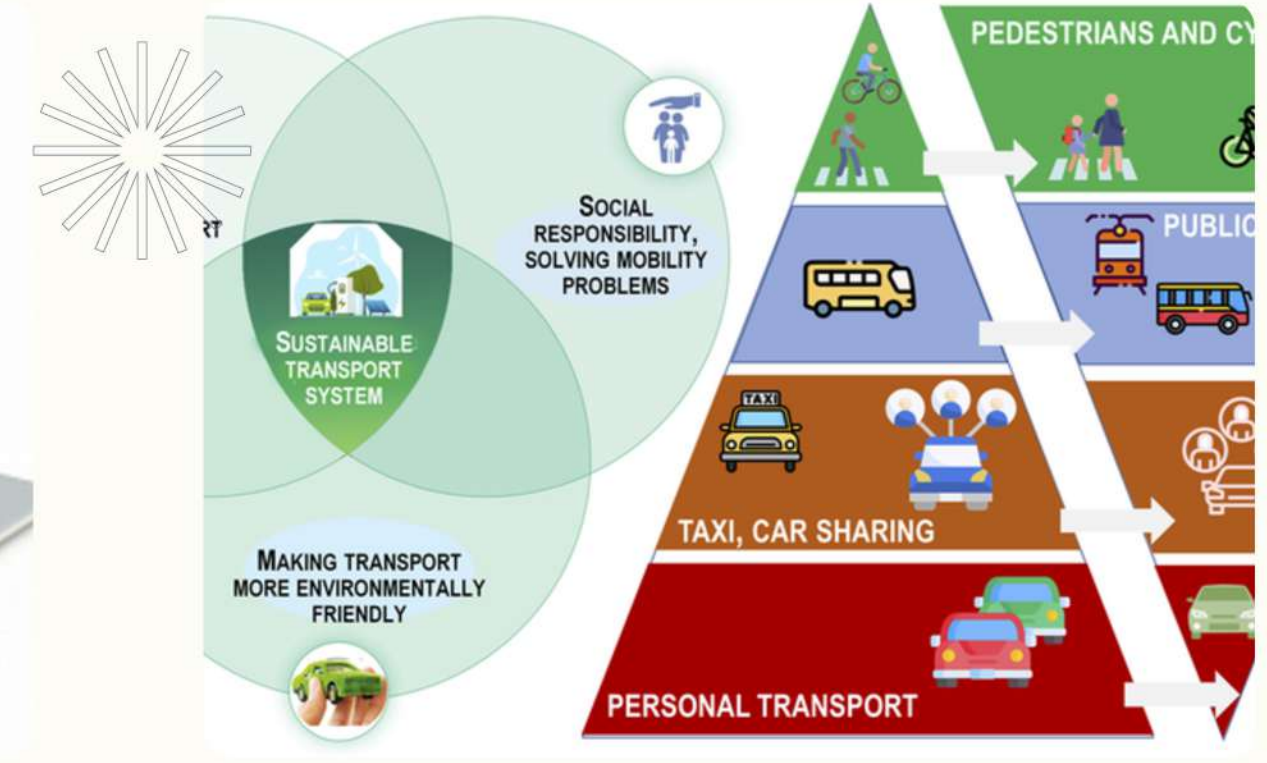 RT
SOCIAL
RESPONSIBILITY,
SOLVING MOBILITY
PROBLEMS
SUSTAINABLE
TRANSPORT
SYSTEM
MAKING TRANSPORT
MORE ENVIRONMENTALLY
FRIENDLY
PEDESTRIANS AND CY
PUBLIC
TAXI
TAXI, CAR SHARING
PERSONAL TRANSPORT